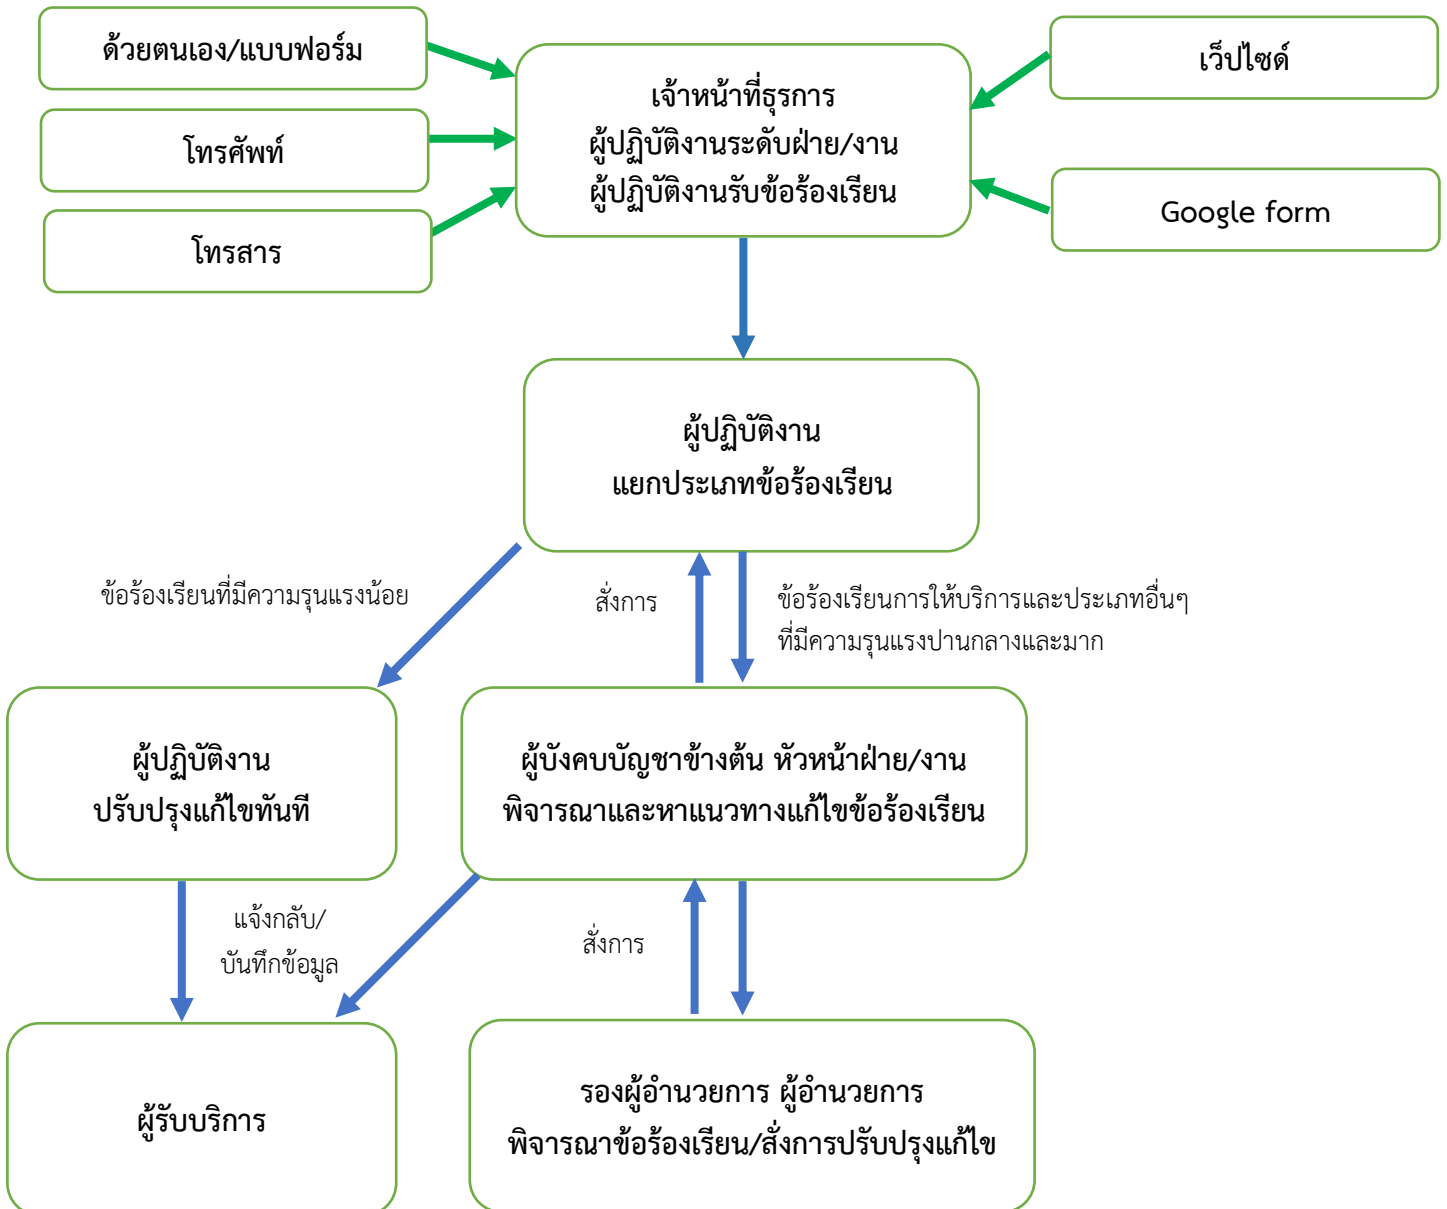 ด้วยตนเอง/แบบฟอร์ม
โทรศัพท์
โทรสาร
เจ้าหน้าที่ธุรการ
ผู้ปฏิบัติงานระดับฝ่าย/งาน
ผู้ปฏิบัติงานรับข้อร้องเรียน
เว็ปไซด์
Google form
ผู้ปฏิบัติงาน
แยกประเภทข้อร้องเรียน
ข้อร้องเรียนที่มีความรุนแรงน้อย
สั่งการ
ข้อร้องเรียนการให้บริการและประเภทอื่นๆ
ที่มีความรุนแรงปานกลางและมาก
ผู้ปฏิบัติงาน
ปรับปรุงแก้ไขทันที
ผู้บังคบบัญชาข้างต้น หัวหน้าฝ่าย/งาน
พิจารณาและหาแนวทางแก้ไขข้อร้องเรียน
แจ้งกลับ/
บันทึกข้อมูล
สั่งการ
ผู้รับบริการ
รองผู้อำนวยการ ผู้อำนวยการ
พิจารณาข้อร้องเรียน/สั่งการปรับปรุงแก้ไข